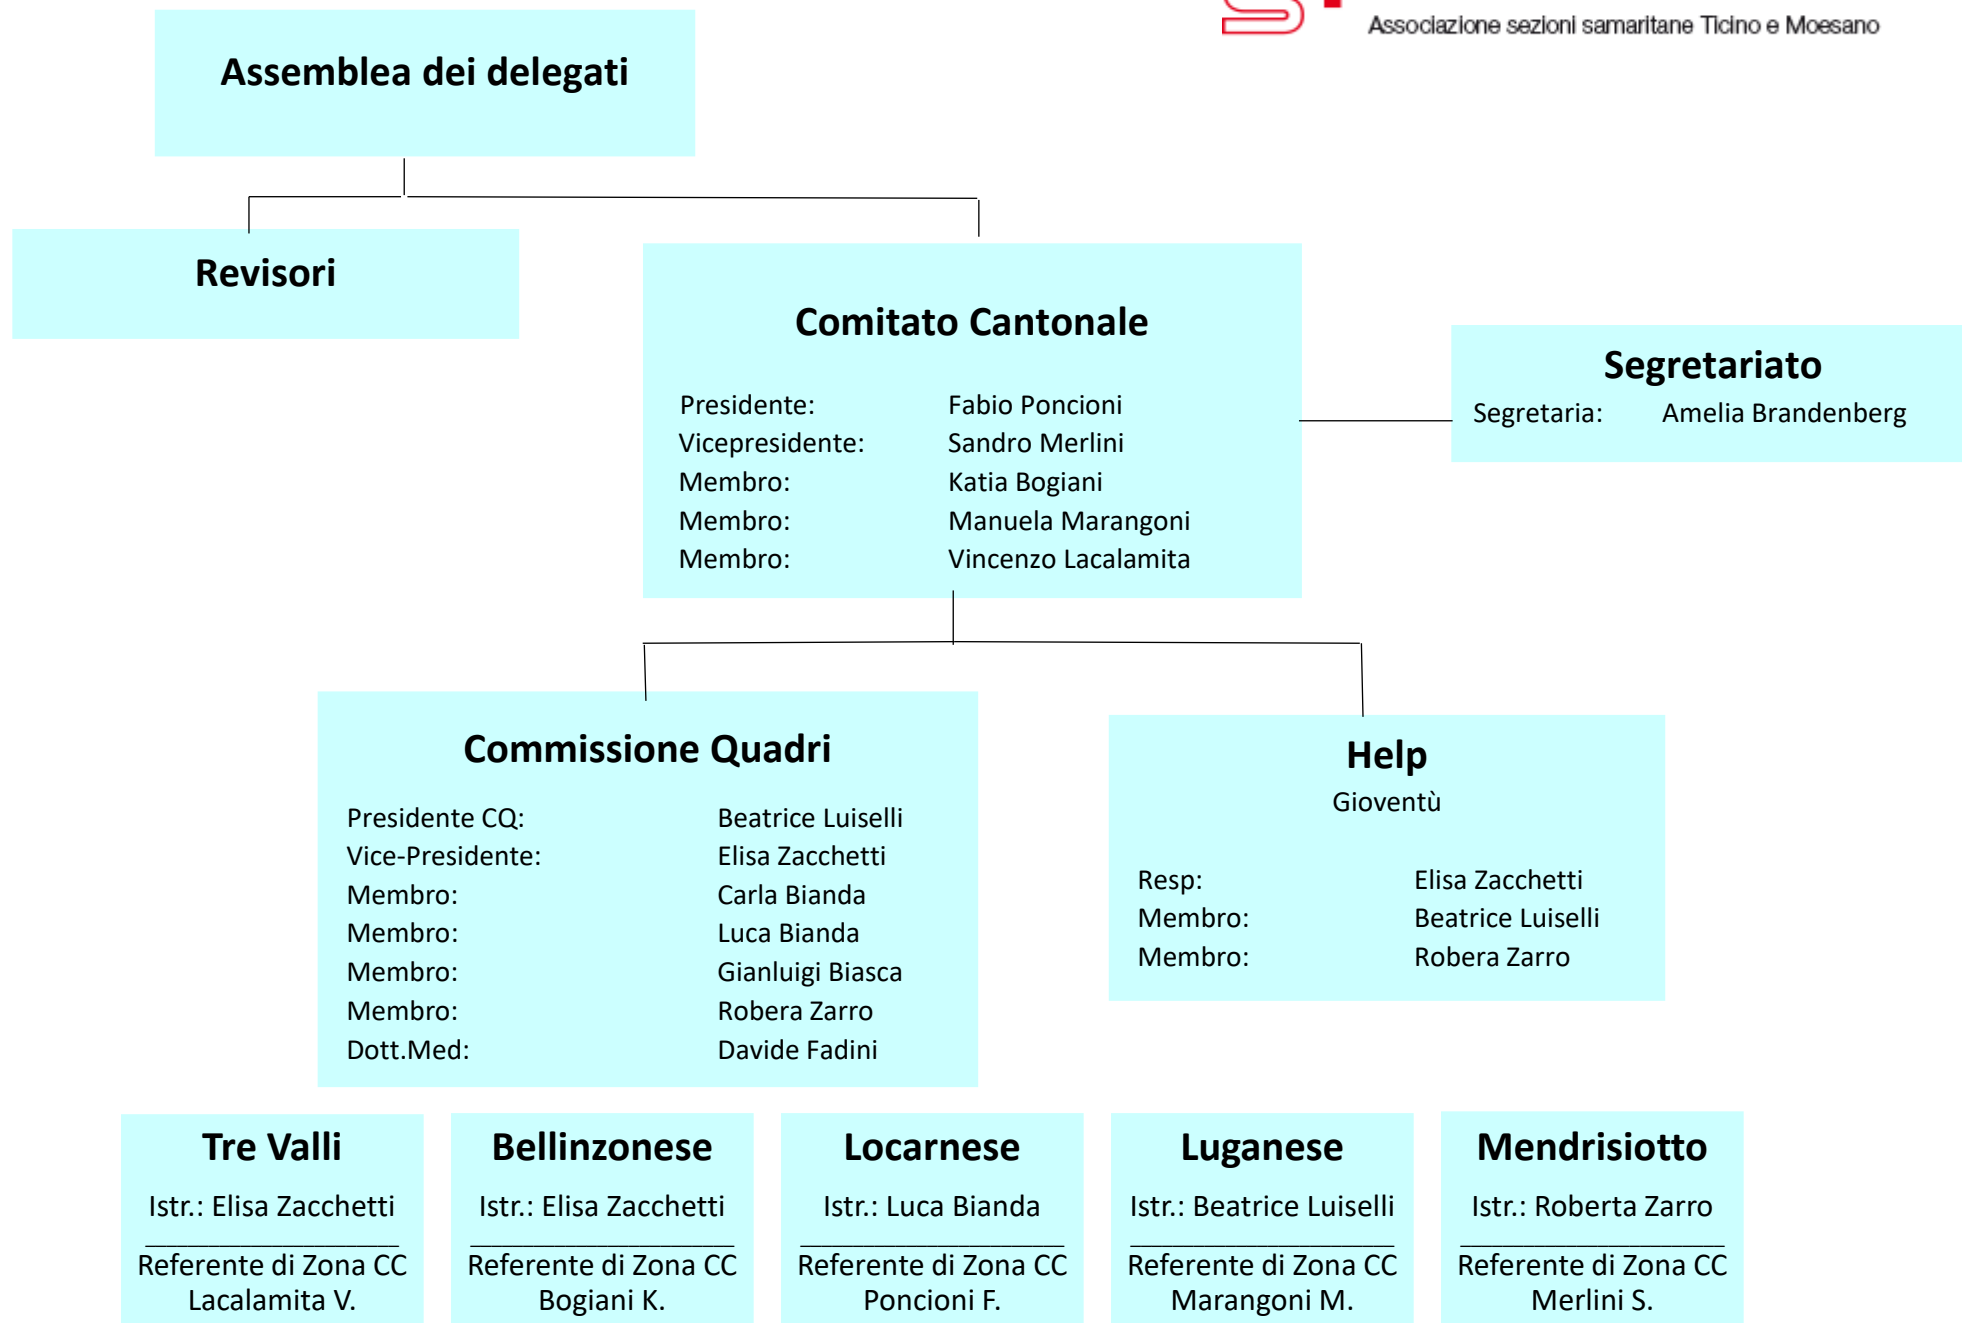 Associazione sezioni samaritane Ticino e Moesano
Assemblea dei delegati
Revisori
Comitato Cantonale
Presidente: Fabio Poncioni
Vicepresidente: Sandro Merlini
Membro: Katia Bogiani
Membro: Manuela Marangoni
Membro: Vincenzo Lacalamita
Segretariato
Segretaria: Amelia Brandenberg
Commissione Quadri
Presidente CQ: Beatrice Luiselli
Vice-Presidente: Elisa Zacchetti
Membro: Carla Bianda
Membro: Luca Bianda
Membro: Gianluigi Biasca
Membro: Robera Zarro
Dott.Med: Davide Fadini
Help
Gioventù
Resp: Elisa Zacchetti
Membro: Beatrice Luiselli
Membro: Robera Zarro
Tre Valli
Istr.: Elisa Zacchetti
Referente di Zona CC
Lacalamita V.
Bellinzonese
Istr.: Elisa Zacchetti
Referente di Zona CC
Bogiani K.
Locarnese
Istr.: Luca Bianda
Referente di Zona CC
Poncioni F.
Luganese
Istr.: Beatrice Luiselli
Referente di Zona CC
Marangoni M.
Mendrisiotto
Istr.: Roberta Zarro
Referente di Zona CC
Merlini S.